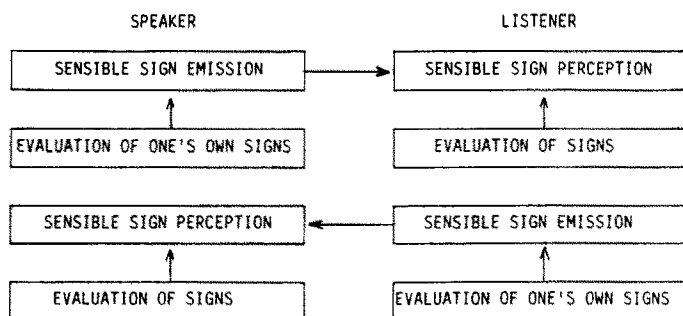 SPEAKER LISTENER
SENSIBLE SIGN EMISSION SENSIBLE SIGN PERCEPTION
EVALUATION OF ONE'S OWN SIGNS EVALUATION OF SIGNS
SENSIBLE SIGN PERCEPTION SENSIBLE SIGN EMISSION
EVALUATION OF SIGNS EVALUATION OF ONE'S OWN SIGNS